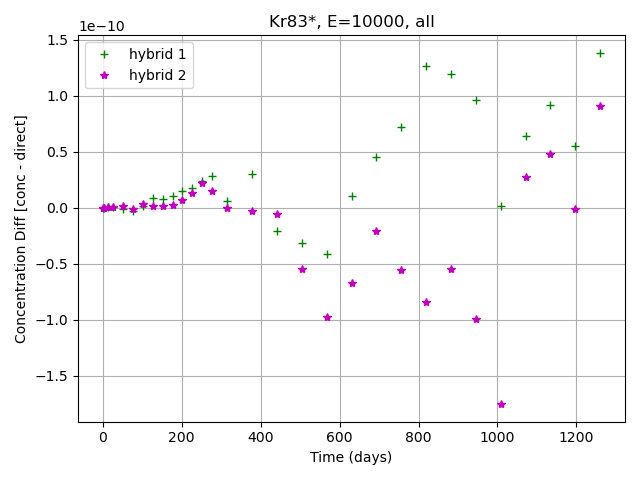 Kr83*, E=10000, all
1e−10
hybrid 1
hybrid 2
1.5
1.0
0.5
0.0
−0.5
−1.0
−1.5
Concentration Diff [conc - direct]
0
200
400
600
800
1000
1200
Time (days)